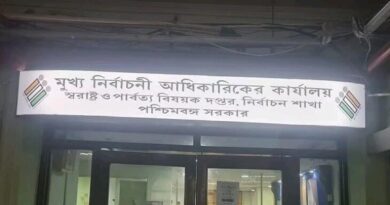 মুখ্য নির্বাচনী আধিকারিকের কার্যালয়
স্বরাষ্ট্র ও পার্বত্য বিষয়ক দপ্তর, নির্বাচন শাখা
পশ্চিমবঙ্গ সরকার